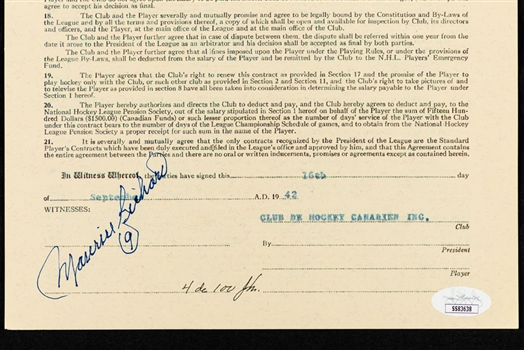 agree to accept his decision as final.
18. The Club and the Player severally and mutually promise and agree to be legally bound by the Constitution and By-Laws of
the League and by all the terms and provisions thereof, a copy of which shall be open and available for inspection by Club, its directors
and officers, and the Player, at the main office of the League and at the main office of the Club.
The Club and the Player further agree that in case of dispute between them, the dispute shall be referred within one year from the
date it arose to the President of the League as an arbitrator and his decision shall be accepted as final by both parties.
The Club and the Player further agree that all fines imposed upon the Player under the Playing Rules, or under the provisions
of the League By-Laws, shall be deducted from the salary of the Player and be remitted by the Club to the N.H.L. Players' Emergency
Fund.
19. The Player agrees that the Club's right to renew this contract as provided in Section 17 and the promise of the Player to
play hockey only with the Club, or such other club as provided in Section 2 and Section 11, and the Club's right to take pictures of and
to televise the Player as provided in section 8 have all been taken into consideration in determining the salary payable to the Player under
Section 1 hereof.
20. The Player hereby authorizes and directs the Club to deduct and pay, and the Club hereby agrees to deduct and pay, to the
National Hockey League Pension Society, out of the salary stipulated in Section 1 hereof on behalf of the Player the sum of Fifteen Hun-
dred Dollars ($1500.00) (Canadian Funds) or such lesser proportion thereof as the number of days' service of the Player with the Club
under this contract bears to the number of days of the League Championship Schedule of games, and to obtain from the National Hockey
League Pension Society a proper receipt for such sum in the name of the Player.
21. It is severally and mutually agree that the only contracts recognized by the President of the League are the Standard
Player's Contracts which have been duly executed and filed in the League's office and approved by him, and that this Agreement contains
the entire agreement between the Parties and there are no oral or written inducements, promises or agreements except as contained herein.
In Witness Whereof, the parties have signed this 16th day
of September A.D. 19 42
WITNESSES:
CLUB DE HOCKEY CANADIEN INC.
Club
Maurice Richard
9
By
President
Player
4 de 100
SS83638